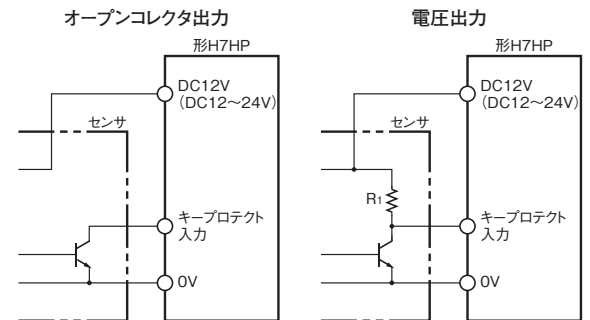 オープンコレクタ出力
形H7HP
DC12V
(DC12～24V)
センサ
キープロテクト
入力
0V
電圧出力
形H7HP
DC12V
(DC12～24V)
センサ
R1
キープロテクト
入力
0V